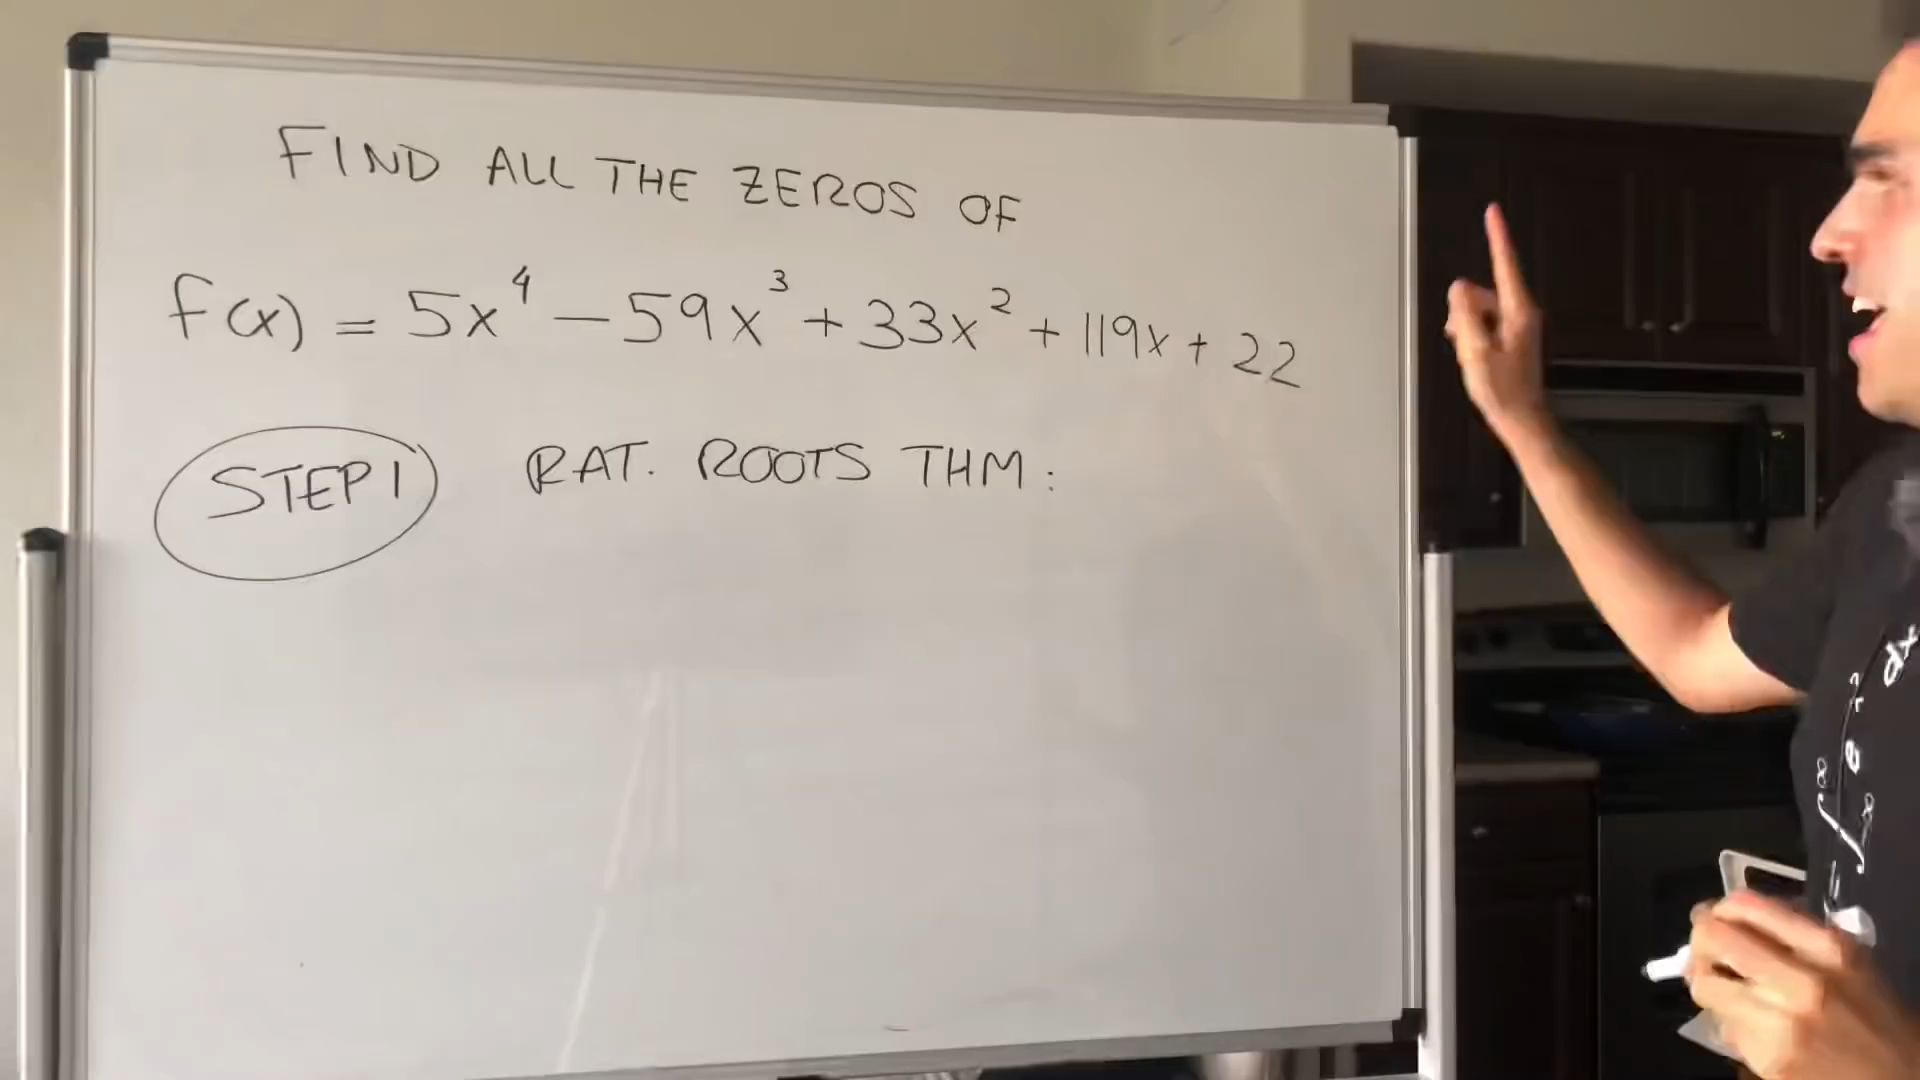 FIND ALL THE ZEROS OF
f(x) = 5x⁴ - 59x³ + 33x² + 119x + 22
STEP 1 RAT. ROOTS THM: